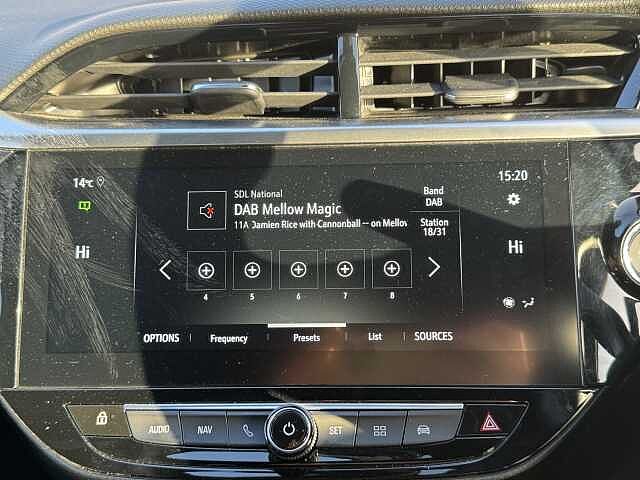 14°C
15:20
SDL National
DAB Mellow Magic
11A Damien Rice with Cannonball -- on Mellow
Band
DAB
Station
18/31
Hi
Hi
4 5 6 7 8
OPTIONS Frequency Presets List SOURCES
AUDIO NAV SET